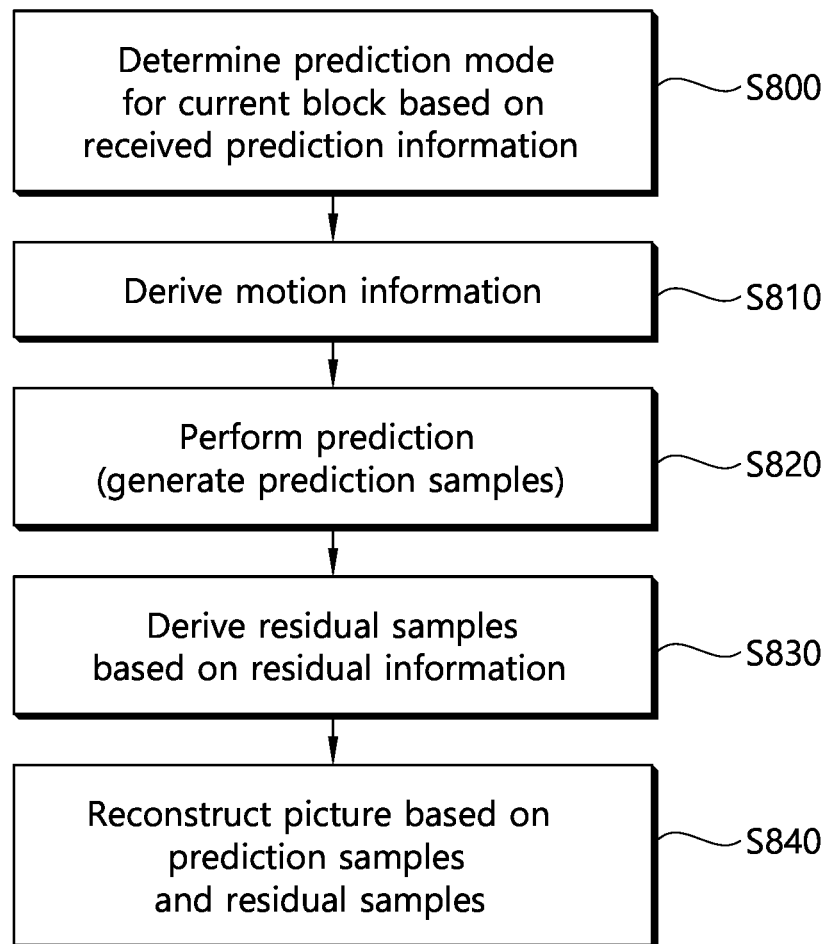 Determine prediction mode
for current block based on
received prediction information
S800
Derive motion information
S810
Perform prediction
(generate prediction samples)
S820
Derive residual samples
based on residual information
S830
Reconstruct picture based on
prediction samples
and residual samples
S840